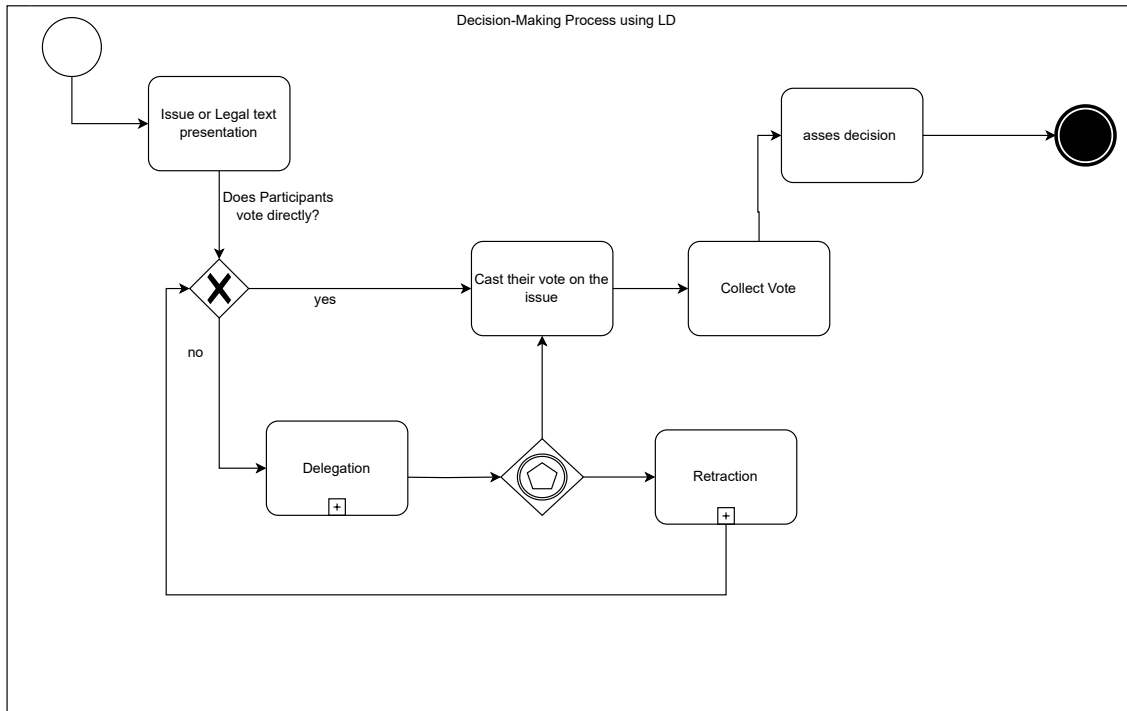 Decision-Making Process using LD
Issue or Legal text
presentation
asses decision
Does Participants
vote directly?
Cast their vote on the
issue
Collect Vote
yes
no
Delegation
Retraction